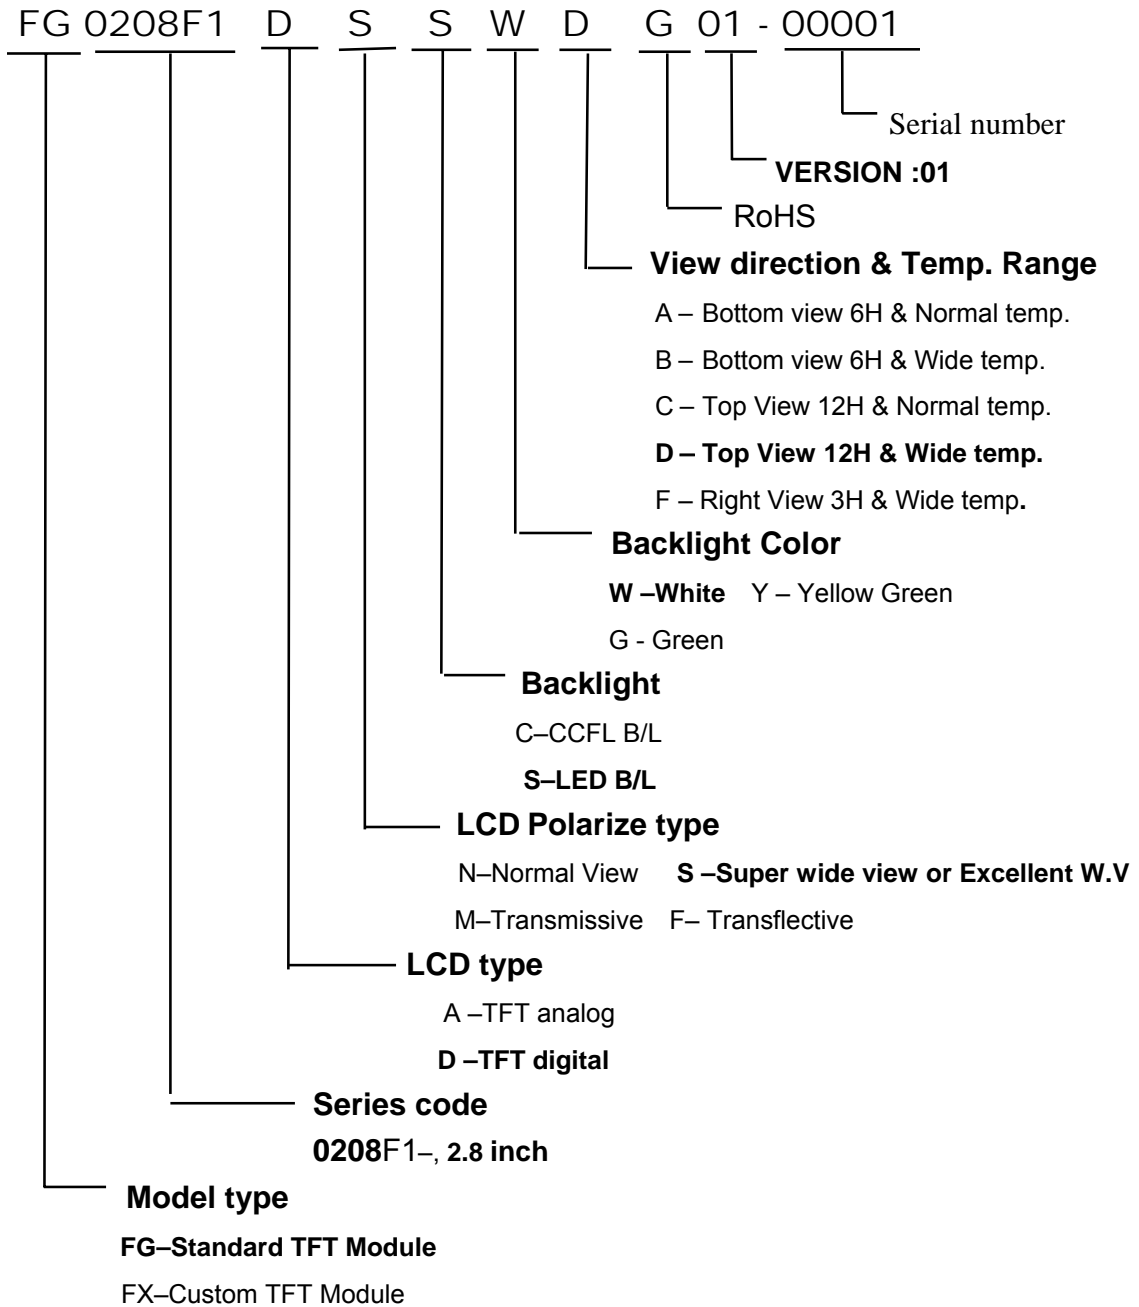 FG 0208F1 D S S W D G 01 - 00001
Serial number
VERSION :01
RoHS
View direction & Temp. Range
A – Bottom view 6H & Normal temp.
B – Bottom view 6H & Wide temp.
C – Top View 12H & Normal temp.
D – Top View 12H & Wide temp.
F – Right View 3H & Wide temp.
Backlight Color
W –White Y – Yellow Green
G - Green
Backlight
C–CCFL B/L
S–LED B/L
LCD Polarize type
N–Normal View S –Super wide view or Excellent W.V
M–Transmissive F– Transflective
LCD type
A –TFT analog
D –TFT digital
Series code
0208F1–, 2.8 inch
Model type
FG–Standard TFT Module
FX–Custom TFT Module